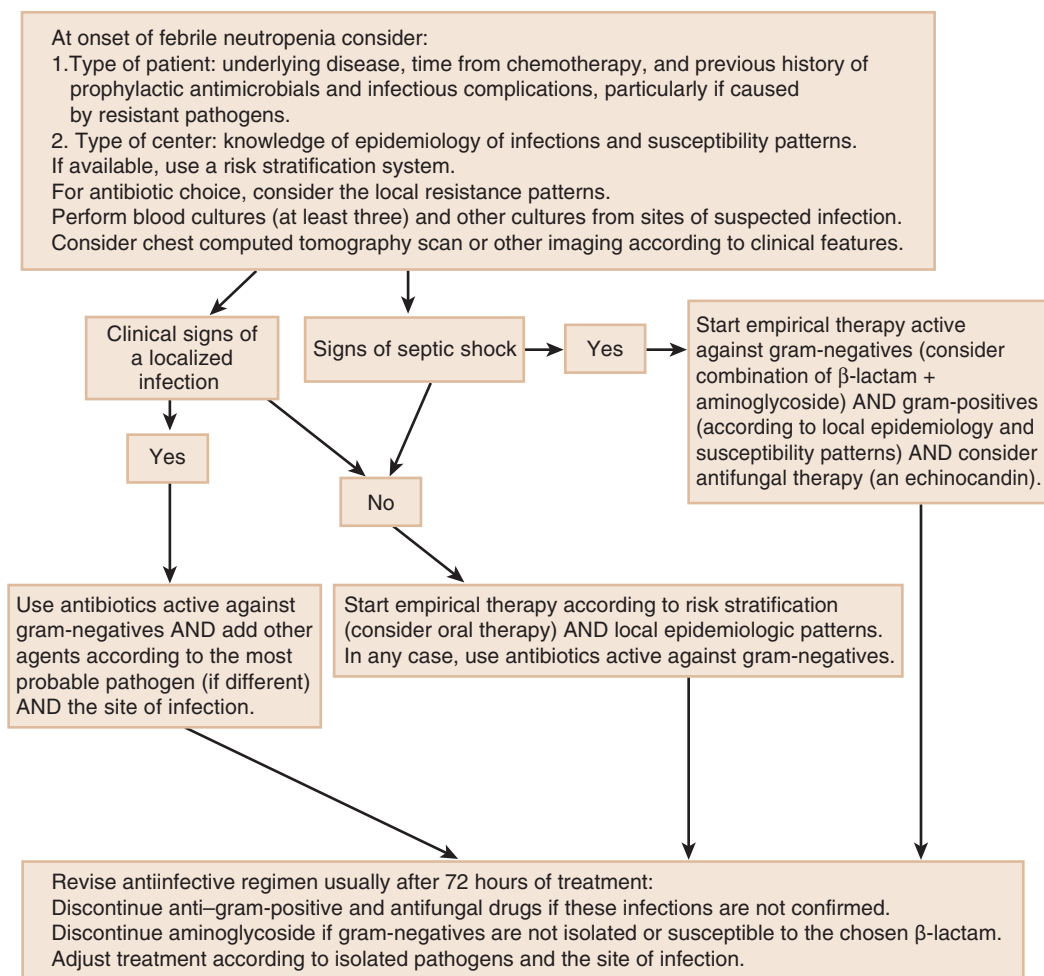 At onset of febrile neutropenia consider:
1.Type of patient: underlying disease, time from chemotherapy, and previous history of
prophylactic antimicrobials and infectious complications, particularly if caused
by resistant pathogens.
2. Type of center: knowledge of epidemiology of infections and susceptibility patterns.
If available, use a risk stratification system.
For antibiotic choice, consider the local resistance patterns.
Perform blood cultures (at least three) and other cultures from sites of suspected infection.
Consider chest computed tomography scan or other imaging according to clinical features.
Clinical signs of
a localized
infection
Signs of septic shock
Yes
Start empirical therapy active
against gram-negatives (consider
combination of β-lactam +
aminoglycoside) AND gram-positives
(according to local epidemiology and
susceptibility patterns) AND consider
antifungal therapy (an echinocandin).
Yes
No
Use antibiotics active against
gram-negatives AND add other
agents according to the most
probable pathogen (if different)
AND the site of infection.
Start empirical therapy according to risk stratification
(consider oral therapy) AND local epidemiologic patterns.
In any case, use antibiotics active against gram-negatives.
Revise antiinfective regimen usually after 72 hours of treatment:
Discontinue anti–gram-positive and antifungal drugs if these infections are not confirmed.
Discontinue aminoglycoside if gram-negatives are not isolated or susceptible to the chosen β-lactam.
Adjust treatment according to isolated pathogens and the site of infection.